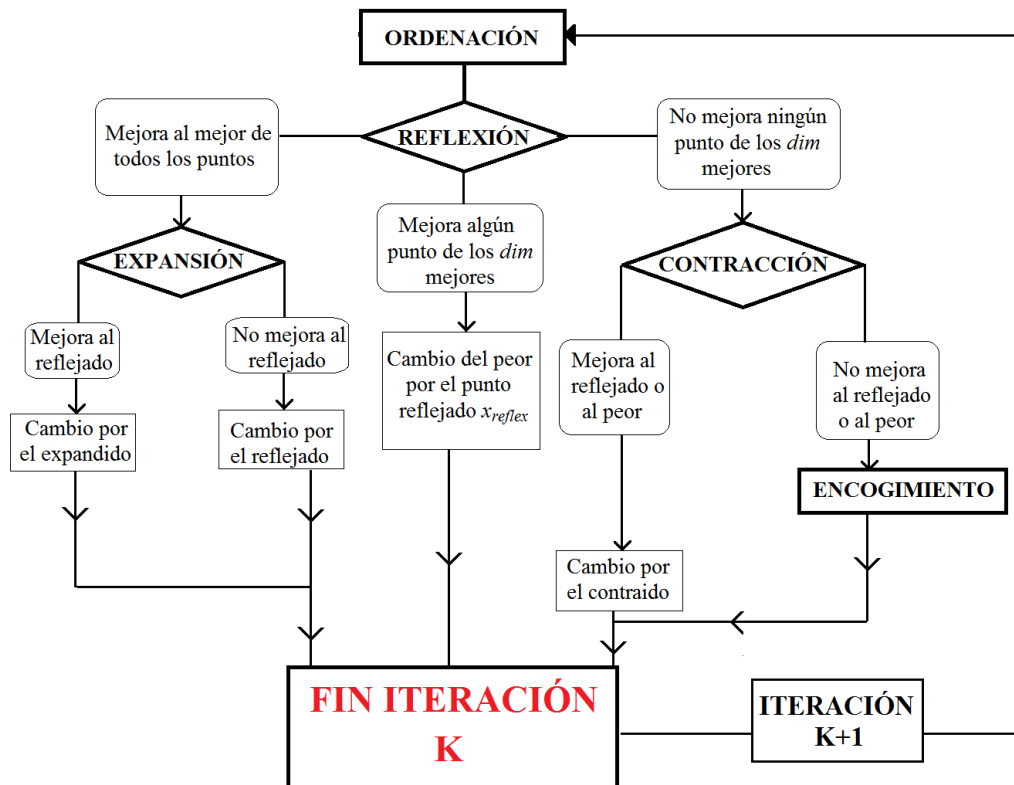 ORDENACIÓN
Mejora al mejor de
todos los puntos
REFLEXIÓN
No mejora ningún
punto de los dim
mejores
Mejora algún
punto de los dim
mejores
EXPANSIÓN
CONTRACCIÓN
Mejora al
reflejado
No mejora al
reflejado
Cambio del peor
por el punto
reflejado xreflex
Mejora al
reflejado o
al peor
No mejora
al reflejado
o al peor
Cambio por
el expandido
Cambio por
el reflejado
ENCOGIMIENTO
Cambio por
el contraido
FIN ITERACIÓN
K
ITERACIÓN
K+1